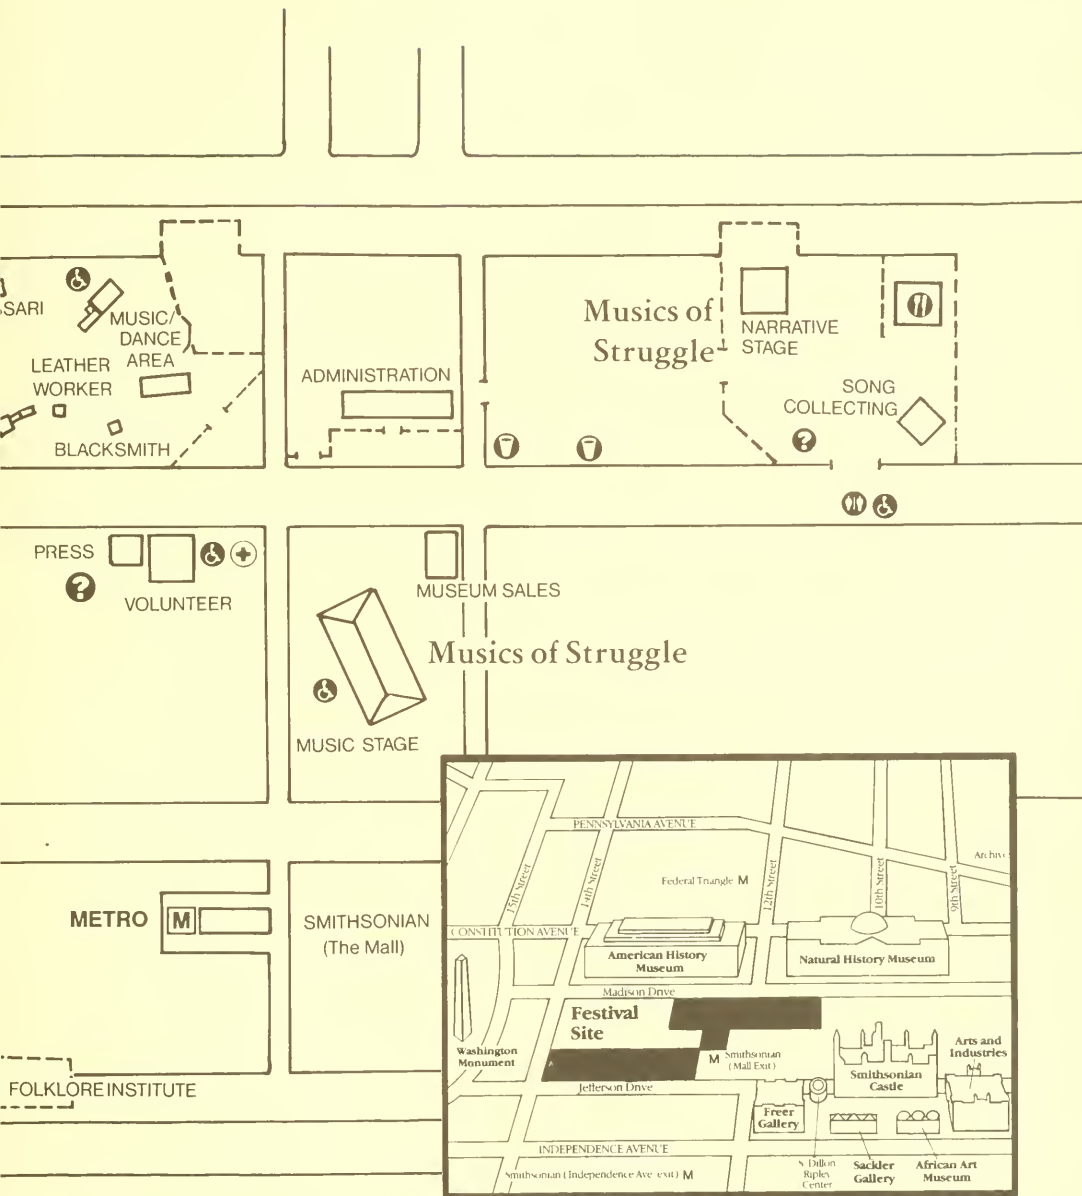 SARI
MUSIC/
DANCE
AREA
LEATHER
WORKER
BLACKSMITH
ADMINISTRATION
Musics of
Struggle
NARRATIVE
STAGE
SONG
COLLECTING
?
PRESS
?
VOLUNTEER
MUSEUM SALES
Musics of Struggle
MUSIC STAGE
METRO M
SMITHSONIAN
(The Mall)
FOLKLORE INSTITUTE
PENNSYLVANIA AVENUE
15th Street
14th Street
12th Street
10th Street
9th Street
Federal Triangle M
CONSTITUTION AVENUE
American History
Museum
Natural History Museum
Madison Drive
Festival
Site
Washington
Monument
M Smithsonian
(Mall Exit)
Smithsonian
Castle
Arts and
Industries
Jefferson Drive
Freer
Gallery
INDEPENDENCE AVENUE
Smithsonian (Independence Ave. exit) M
S. Dillon
Ripley
Center
Sackler
Gallery
African Art
Museum